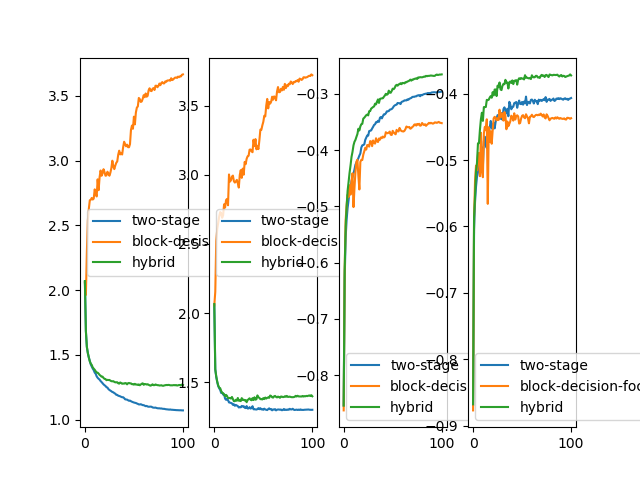 3.5
3.0
2.5
2.0
1.5
1.0
0
100
two-stage
block-decis
hybrid
3.5
3.0
2.5
2.0
1.5
0
100
two-stage
block-decis
hybrid
−0.3
−0.4
−0.5
−0.6
−0.7
−0.8
0
100
two-stage
block-decis
hybrid
−0.4
−0.5
−0.6
−0.7
−0.8
−0.9
0
100
two-stage
block-decision-foc
hybrid